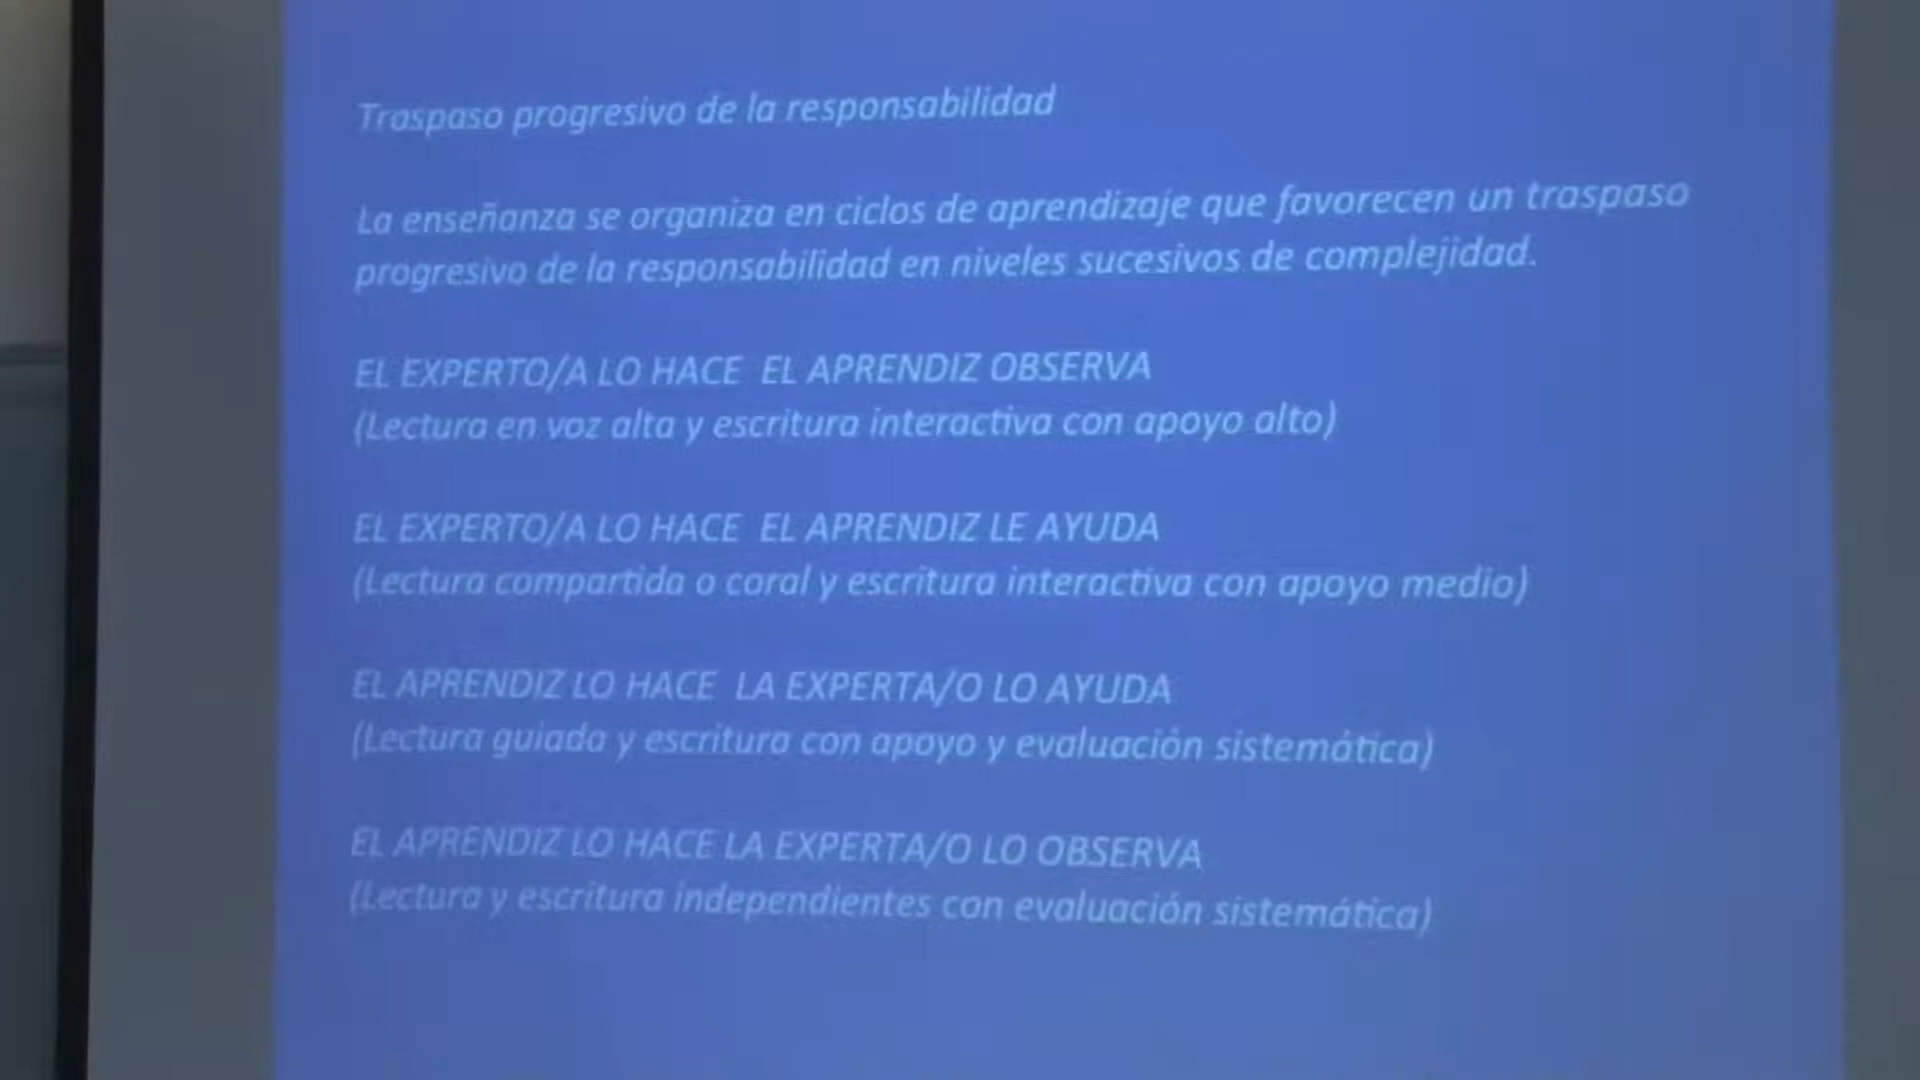 Traspaso progresivo de la responsabilidad
La enseñanza se organiza en ciclos de aprendizaje que favorecen un traspaso
progresivo de la responsabilidad en niveles sucesivos de complejidad.
EL EXPERTO/A LO HACE EL APRENDIZ OBSERVA
(Lectura en voz alta y escritura interactiva con apoyo alto)
EL EXPERTO/A LO HACE EL APRENDIZ LE AYUDA
(Lectura compartida o coral y escritura interactiva con apoyo medio)
EL APRENDIZ LO HACE LA EXPERTA/O LO AYUDA
(Lectura guiada y escritura con apoyo y evaluación sistemática)
EL APRENDIZ LO HACE LA EXPERTA/O LO OBSERVA
(Lectura y escritura independientes con evaluación sistemática)